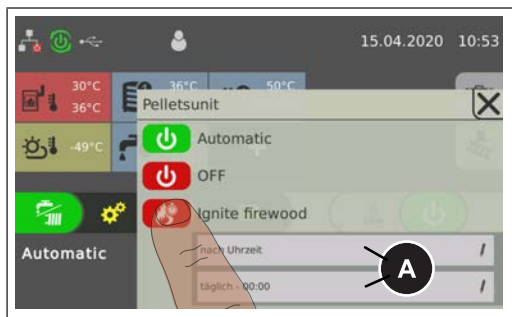 15.04.2020 10:53
30°C 36°C 50°C
36°C
Pelletsunit
-49°C
Automatic
OFF
Ignite firewood
Automatic
nach Uhrzeit
täglich - 00:00
A